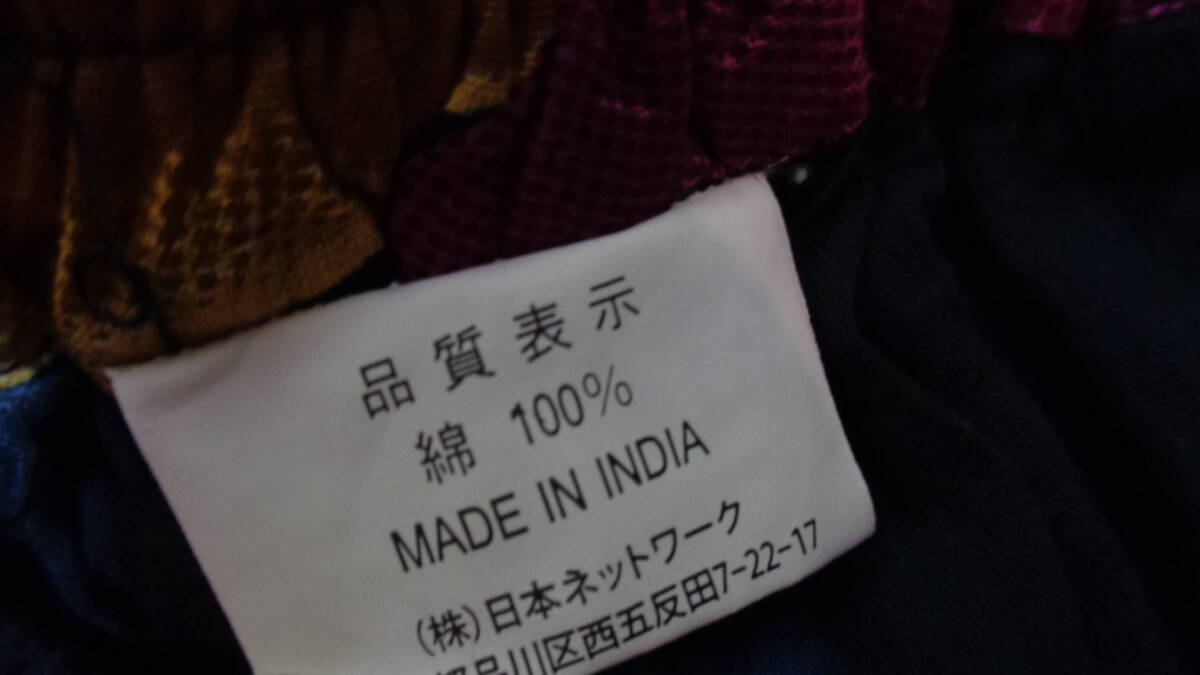 品質表示
綿 100%
MADE IN INDIA
(株)日本ネットワーク
品川区西五反田7-22-17